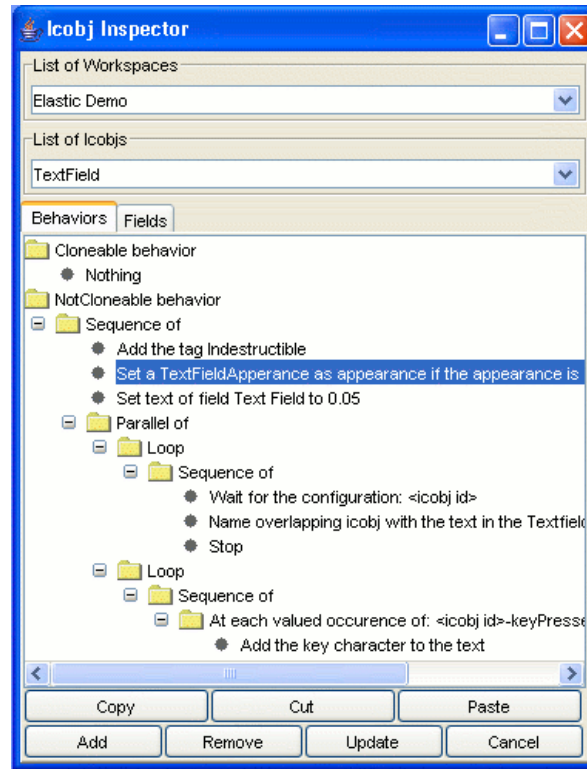 Icobj Inspector
List of Workspaces
Elastic Demo
List of Icobjs
TextField
Behaviors Fields
Cloneable behavior
Nothing
NotCloneable behavior
Sequence of
Add the tag Indestructible
Set a TextFieldApperance as appearance if the appearance is
Set text of field Text Field to 0.05
Parallel of
Loop
Sequence of
Wait for the configuration: <icobj id>
Name overlapping icobj with the text in the Textfield
Stop
Loop
Sequence of
At each valued occurence of: <icobj id>-keyPresse
Add the key character to the text
Copy Cut Paste
Add Remove Update Cancel